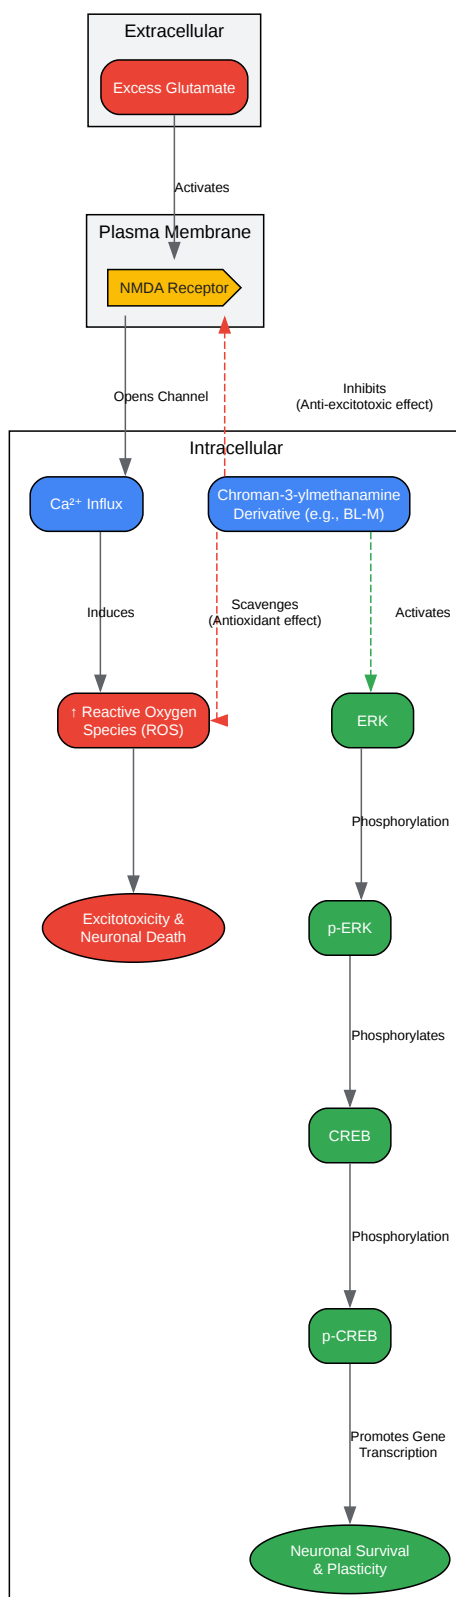 Extracellular
Excess Glutamate
Activates
Plasma Membrane
NMDA Receptor
Opens Channel
Inhibits
(Anti-excitotoxic effect)
Intracellular
Ca²⁺ Influx
Chroman-3-ylmethanamine
Derivative (e.g., BL-M)
Induces
Scavenges
(Antioxidant effect)
Activates
↑ Reactive Oxygen
Species (ROS)
ERK
Phosphorylation
Excitotoxicity &
Neuronal Death
p-ERK
Phosphorylates
CREB
Phosphorylation
p-CREB
Promotes Gene
Transcription
Neuronal Survival
& Plasticity